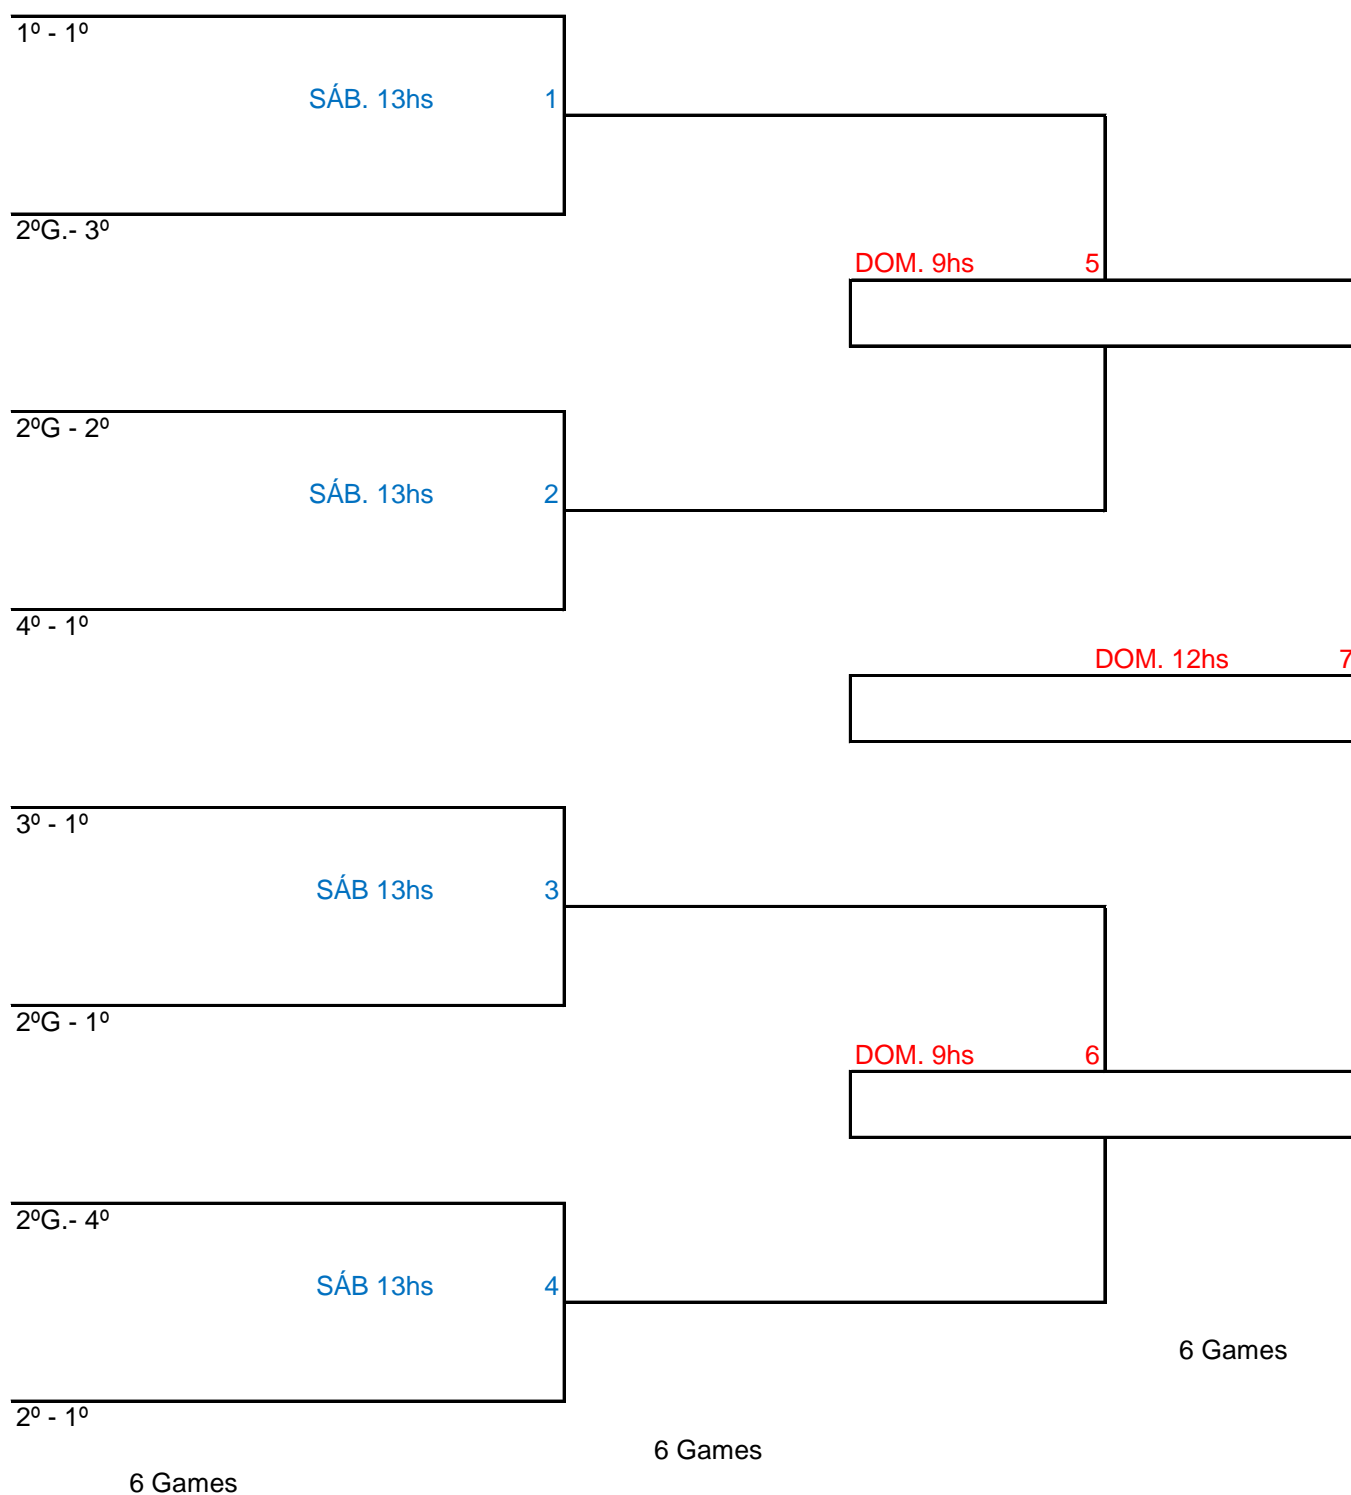 1º - 1º
SÁB. 13hs 1
2ºG.- 3º
DOM. 9hs 5
2ºG - 2º
SÁB. 13hs 2
4º - 1º
DOM. 12hs 7
3º - 1º
SÁB 13hs 3
2ºG - 1º
DOM. 9hs 6
2ºG.- 4º
SÁB 13hs 4
6 Games
2º - 1º
6 Games
6 Games